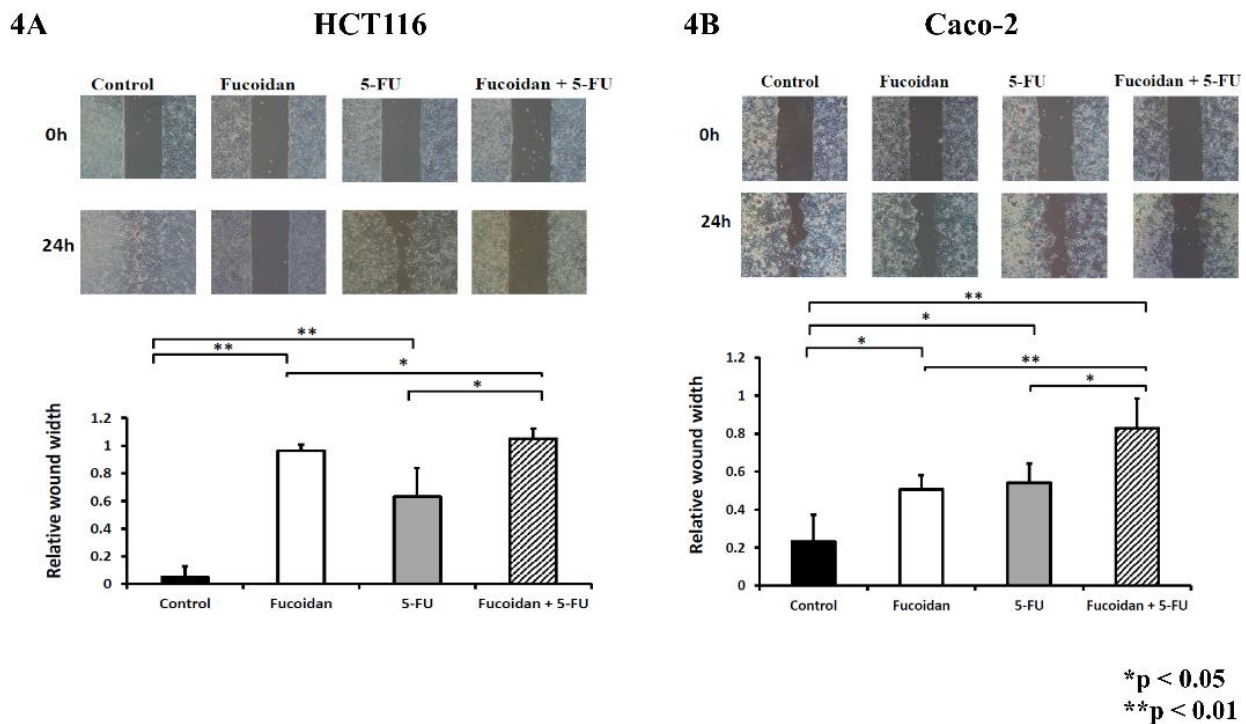 4A HCT116
Control Fucoidan 5-FU Fucoidan + 5-FU
0h
24h
**
**
*
*
Relative wound width
1.2
1
0.8
0.6
0.4
0.2
0
Control Fucoidan 5-FU Fucoidan + 5-FU
4B Caco-2
Control Fucoidan 5-FU Fucoidan + 5-FU
0h
24h
**
*
*
**
*
Relative wound width
1.2
1
0.8
0.6
0.4
0.2
0
Control Fucoidan 5-FU Fucoidan + 5-FU
*p < 0.05
**p < 0.01